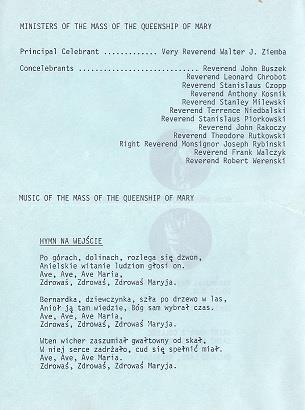 MINISTERS OF THE MASS OF THE QUEENSHIP OF MARY
Principal Celebrant ............. Very Reverend Walter J. Ziemba
Concelebrants ............................. Reverend John Buszek
Reverend Leonard Chrobot
Reverend Stanislaus Czopp
Reverend Anthony Kosnik
Reverend Stanley Milewski
Reverend Terrence Niedbalski
Reverend Stanislaus Piorkowski
Reverend John Rakoczy
Reverend Theodore Rutkowski
Right Reverend Monsignor Joseph Rybinski
Reverend Frank Walczyk
Reverend Robert Werenski
MUSIC OF THE MASS OF THE QUEENSHIP OF MARY
HYMN NA WEJŚCIE
Po górach, dolinach, rozlega się dzwon,
Anielskie witanie ludziom głosi on.
Ave, Ave, Ave Maria,
Zdrowaś, Zdrowaś, Zdrowaś Maryja.
Bernardka, dziewczynka, szła po drzewo w las,
Anioł ją tam wiedzie, Bóg sam wybrał czas.
Ave, Ave, Ave Maria,
Zdrowaś, Zdrowaś, Zdrowaś Maryja.
Wten wicher zaszumiał gwałtowny od skał,
W niej serce zadrżało, cud się spełnić miał.
Ave, Ave, Ave Maria.
Zdrowaś, Zdrowaś, Zdrowaś Maryja.